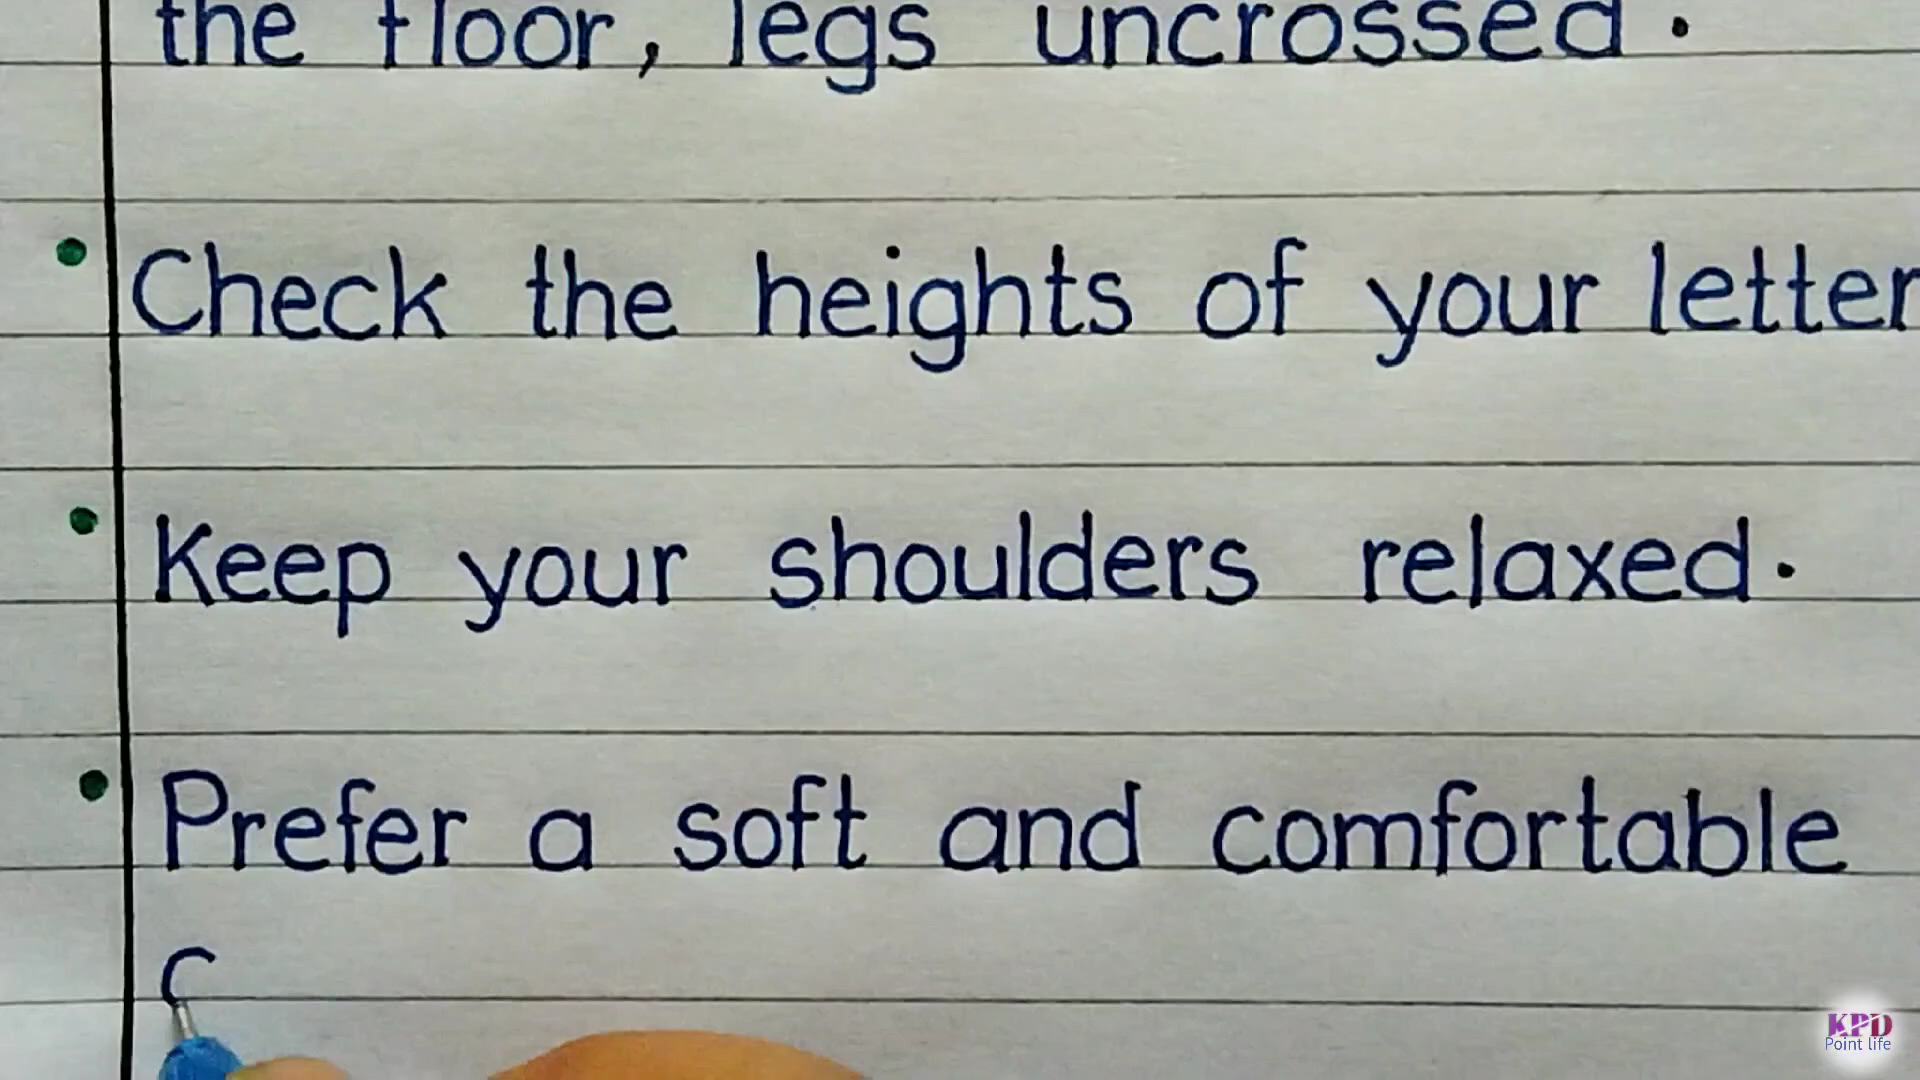 the floor, legs uncrossed.
• Check the heights of your letter
• Keep your shoulders relaxed.
• Prefer a soft and comfortable
c
KPD
Point life